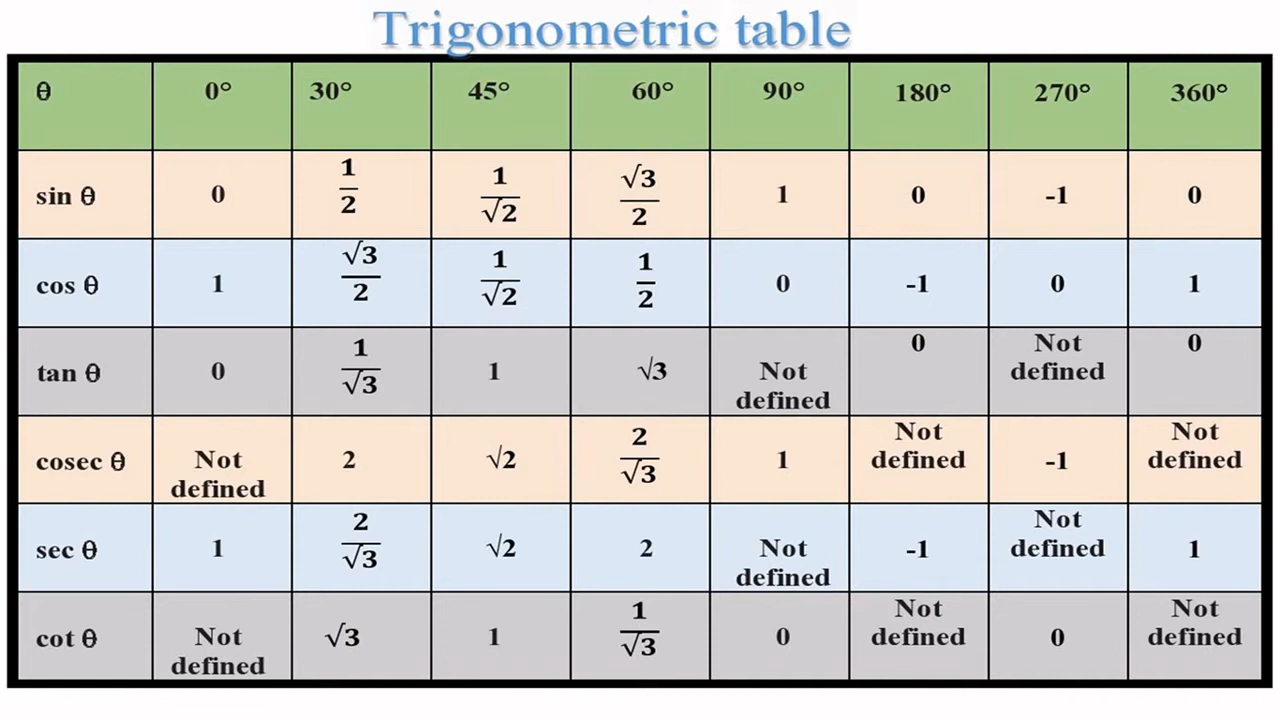 Trigonometric table
θ 0° 30° 45° 60° 90° 180° 270° 360°
sin θ 0 1/2 1/√2 √3/2 1 0 -1 0
cos θ 1 √3/2 1/√2 1/2 0 -1 0 1
tan θ 0 1/√3 1 √3 Not defined 0 Not defined 0
cosec θ Not defined 2 √2 2/√3 1 Not defined -1 Not defined
sec θ 1 2/√3 √2 2 Not defined -1 Not defined 1
cot θ Not defined √3 1 1/√3 0 Not defined 0 Not defined